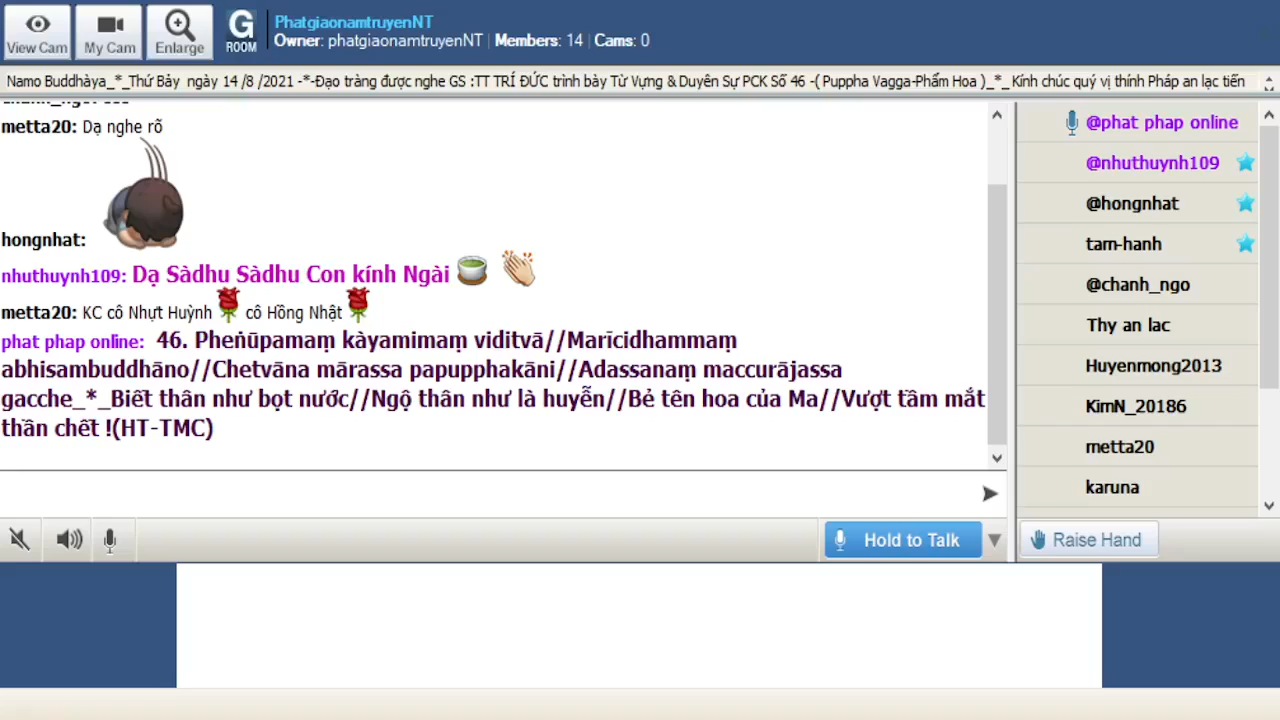 View Cam
My Cam
Enlarge
G
ROOM
PhatgiaonamtruyenNT
Owner: phatgiaonamtruyenNT | Members: 14 | Cams: 0
Namo Buddhàya_*_Thứ Bảy ngày 14 /8 /2021 -*-Đạo tràng được nghe GS :TT TRÍ ĐỨC trình bày Từ Vựng & Duyên Sự PCK Số 46 -( Puppha Vagga-Phẩm Hoa )_*_Kính chúc quý vị thính Pháp an lạc tiến
metta20: Dạ nghe rõ
hongnhat:
nhuthuynh109: Dạ Sàdhu Sàdhu Con kính Ngài
metta20: KC cô Nhựt Huỳnh cô Hồng Nhật
phat phap online: 46. Pheṅūpamaṃ kàyamimaṃ viditvā//Marīcidhammaṃ
abhisambuddhāno//Chetvāna mārassa papupphakāni//Adassanaṃ maccurājassa
gacche_*_Biết thân như bọt nước//Ngộ thân như là huyễn//Bẻ tên hoa của Ma//Vượt tầm mắt
thần chết !(HT-TMC)
@phat phap online
@nhuthuynh109
@hongnhat
tam-hanh
@chanh_ngo
Thy an lac
Huyenmong2013
KimN_20186
metta20
karuna
Hold to Talk
Raise Hand